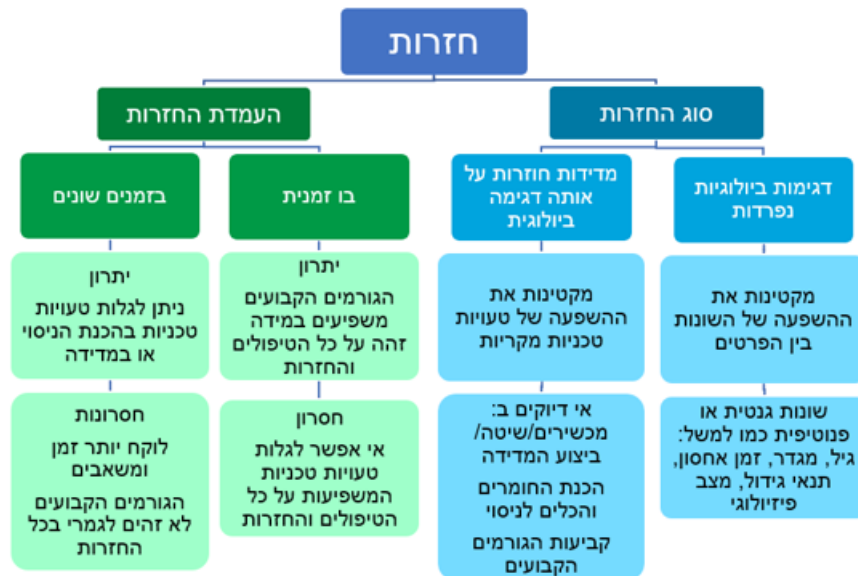 חזרות
סוג החזרות
העמדת החזרות
דגימות ביולוגיות
נפרדות
מדידות חוזרות על
אותה דגימה
ביולוגית
בו זמנית
בזמנים שונים
מקטינות את
ההשפעה של השונות
בין הפרטים
מקטינות את
ההשפעה של טעויות
טכניות מקריות
יתרון
הגורמים הקבועים
משפיעים במידה
זהה על כל הטיפולים
והחזרות
יתרון
ניתן לגלות טעויות
טכניות בהכנת הניסוי
או במדידה
שונות גנטית או
פנוטיפית כמו למשל:
גיל, מגדר, זמן אחסון,
תנאי גידול, מצב
פיזיולוגי
אי דיוקים ב:
מכשירים/שיטה/
ביצוע המדידה
הכנת החומרים
והכלים לניסוי
קביעות הגורמים
הקבועים
חסרון
אי אפשר לגלות
טעויות טכניות
המשפיעות על כל
הטיפולים והחזרות
חסרונות
לוקח יותר זמן
ומשאבים
הגורמים הקבועים
לא זהים לגמרי בכל
החזרות